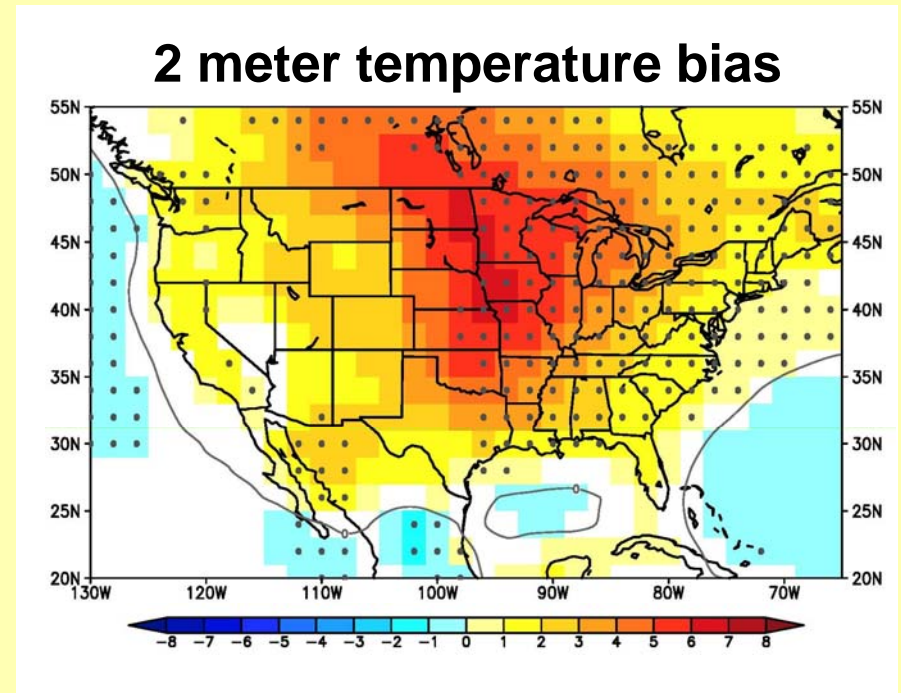 2 meter temperature bias
55N 55N
50N 50N
45N 45N
40N 40N
35N 35N
30N 30N
25N 25N
0
0
20N 20N
130W 120W 110W 100W 90W 80W 70W
-8 -7 -6 -5 -4 -3 -2 -1 0 1 2 3 4 5 6 7 8